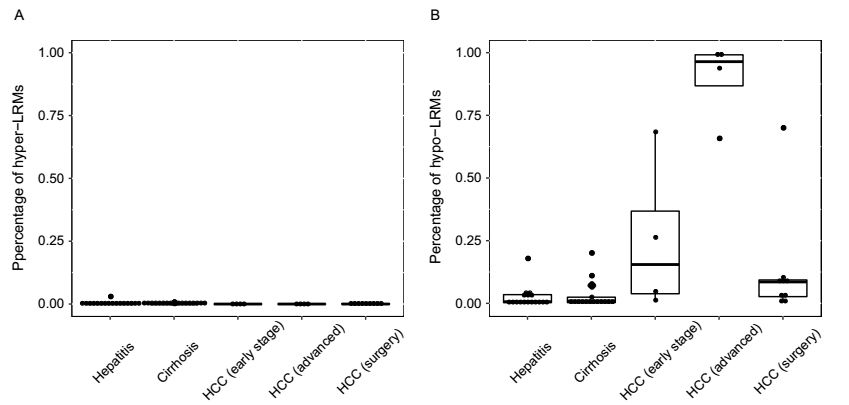 A
Ppercentage of hyper−LRMs
1.00
0.75
0.50
0.25
0.00
Hepatitis
Cirrhosis
HCC (early stage)
HCC (advanced)
HCC (surgery)
B
Percentage of hypo−LRMs
1.00
0.75
0.50
0.25
0.00
Hepatitis
Cirrhosis
HCC (early stage)
HCC (advanced)
HCC (surgery)